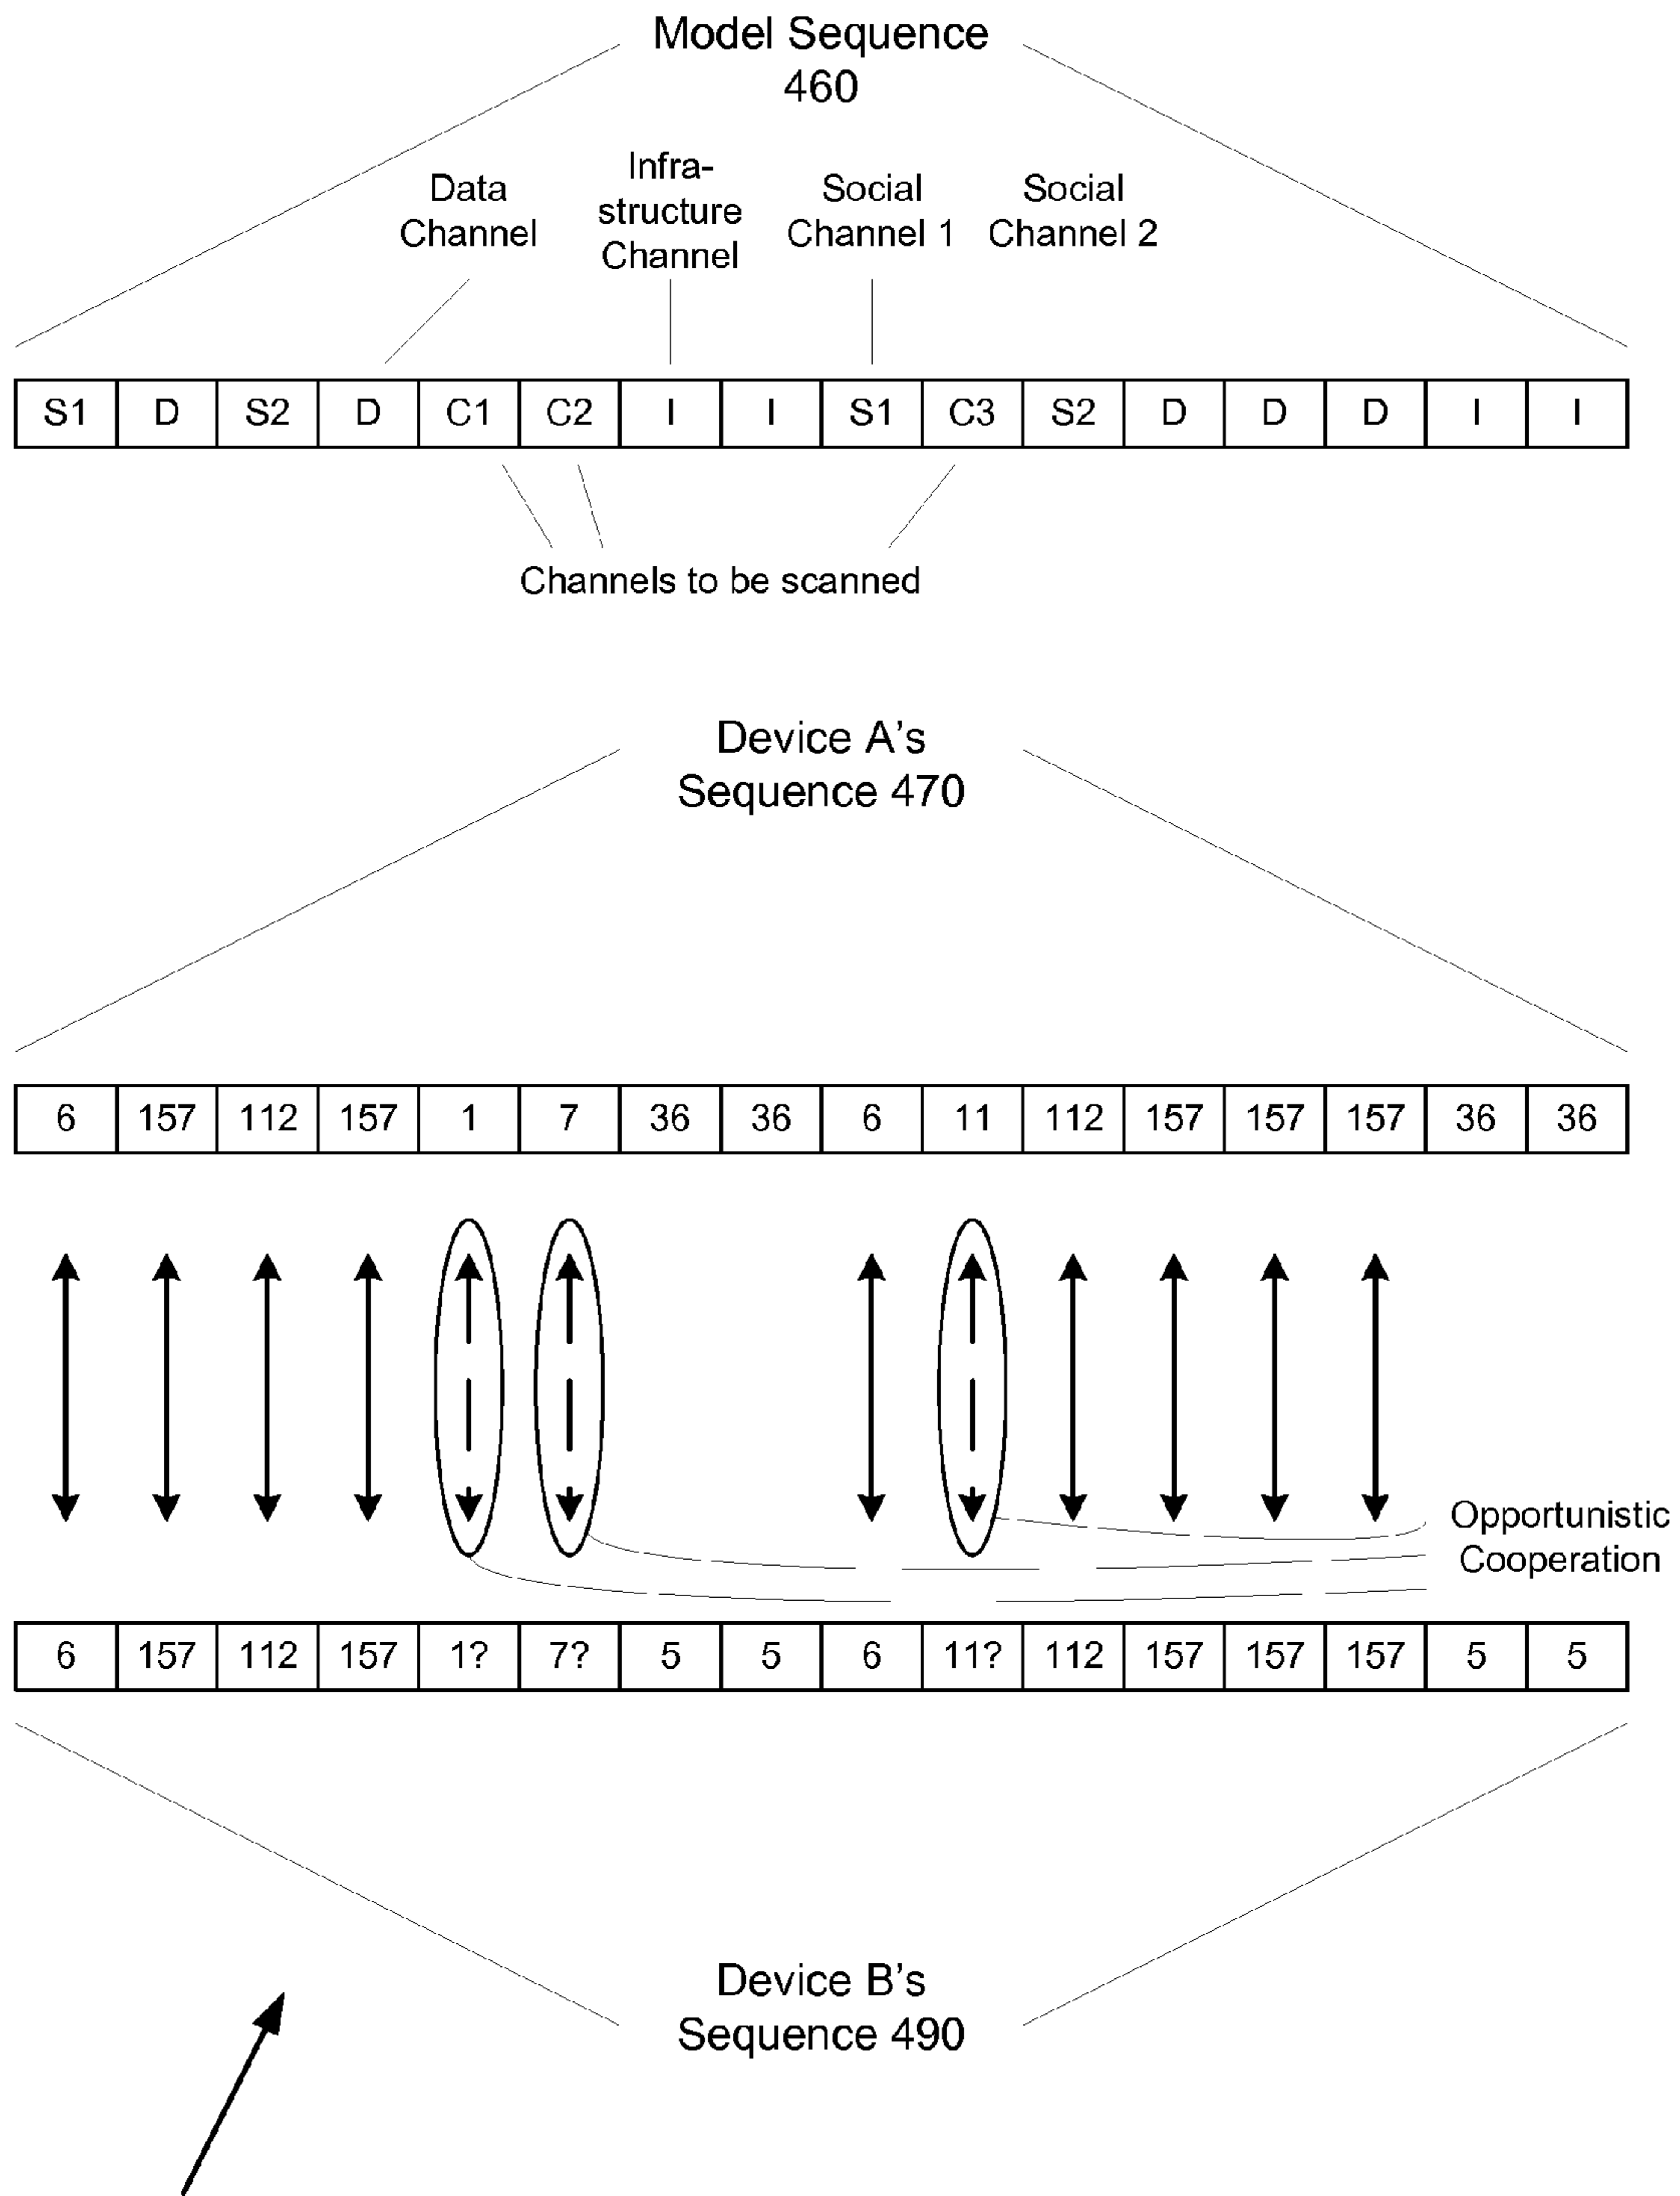 Model Sequence
460
Data
Channel
Infra-
structure
Channel
Social
Channel 1
Social
Channel 2
S1 D S2 D C1 C2 I I S1 C3 S2 D D D I I
Channels to be scanned
Device A's
Sequence 470
6 157 112 157 1 7 36 36 6 11 112 157 157 157 36 36
Opportunistic
Cooperation
6 157 112 157 1? 7? 5 5 6 11? 112 157 157 157 5 5
Device B's
Sequence 490